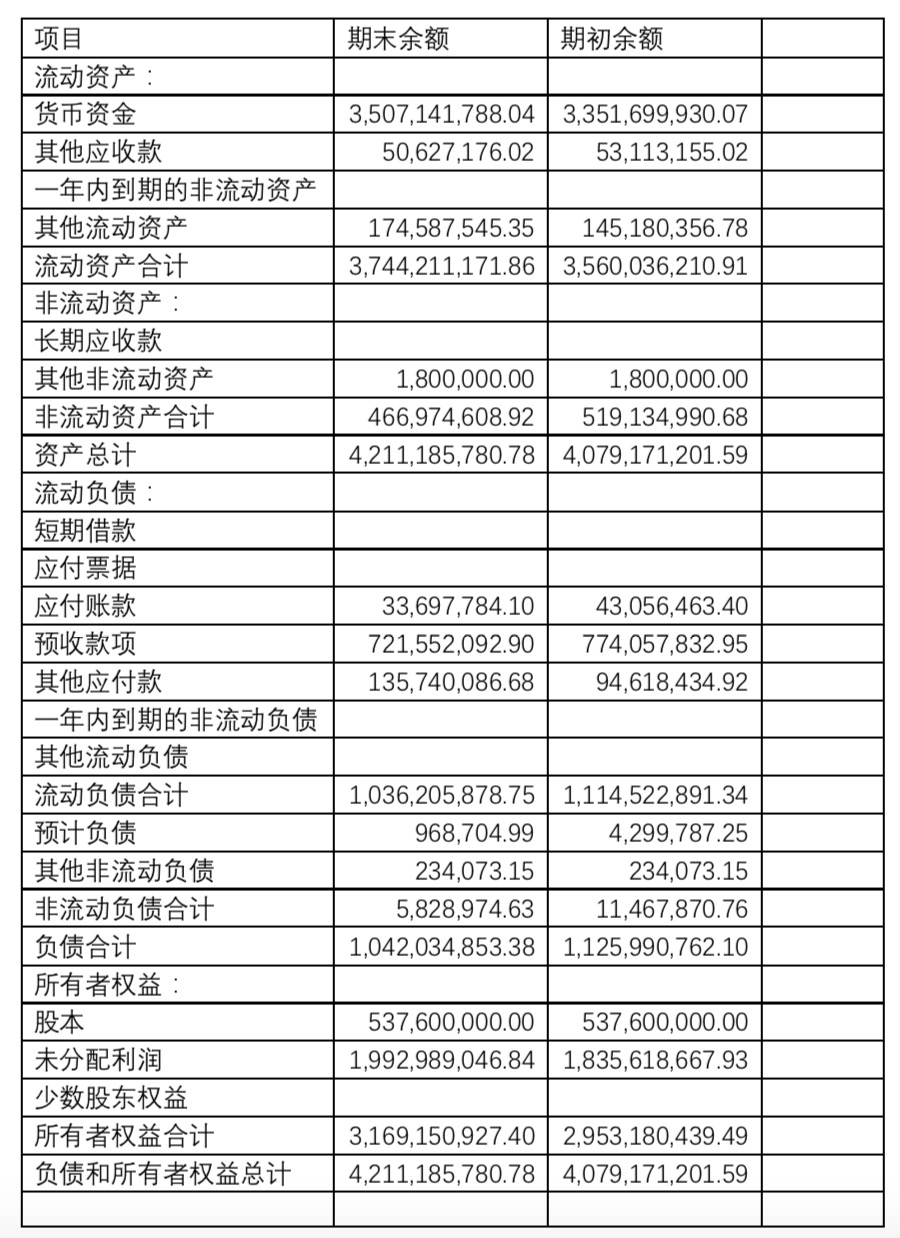 项目 期末余额 期初余额
流动资产：
货币资金 3,507,141,788.04 3,351,699,930.07
其他应收款 50,627,176.02 53,113,155.02
一年内到期的非流动资产
其他流动资产 174,587,545.35 145,180,356.78
流动资产合计 3,744,211,171.86 3,560,036,210.91
非流动资产：
长期应收款
其他非流动资产 1,800,000.00 1,800,000.00
非流动资产合计 466,974,608.92 519,134,990.68
资产总计 4,211,185,780.78 4,079,171,201.59
流动负债：
短期借款
应付票据
应付账款 33,697,784.10 43,056,463.40
预收款项 721,552,092.90 774,057,832.95
其他应付款 135,740,086.68 94,618,434.92
一年内到期的非流动负债
其他流动负债
流动负债合计 1,036,205,878.75 1,114,522,891.34
预计负债 968,704.99 4,299,787.25
其他非流动负债 234,073.15 234,073.15
非流动负债合计 5,828,974.63 11,467,870.76
负债合计 1,042,034,853.38 1,125,990,762.10
所有者权益：
股本 537,600,000.00 537,600,000.00
未分配利润 1,992,989,046.84 1,835,618,667.93
少数股东权益
所有者权益合计 3,169,150,927.40 2,953,180,439.49
负债和所有者权益总计 4,211,185,780.78 4,079,171,201.59